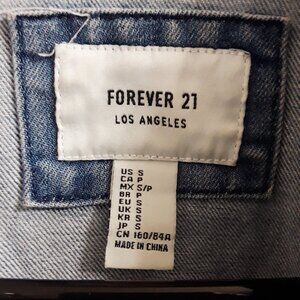 FOREVER 21
LOS ANGELES
US S
CA P
MX S/P
BR P
EU S
UK S
KR S
JP S
CN 160/84A
MADE IN CHINA